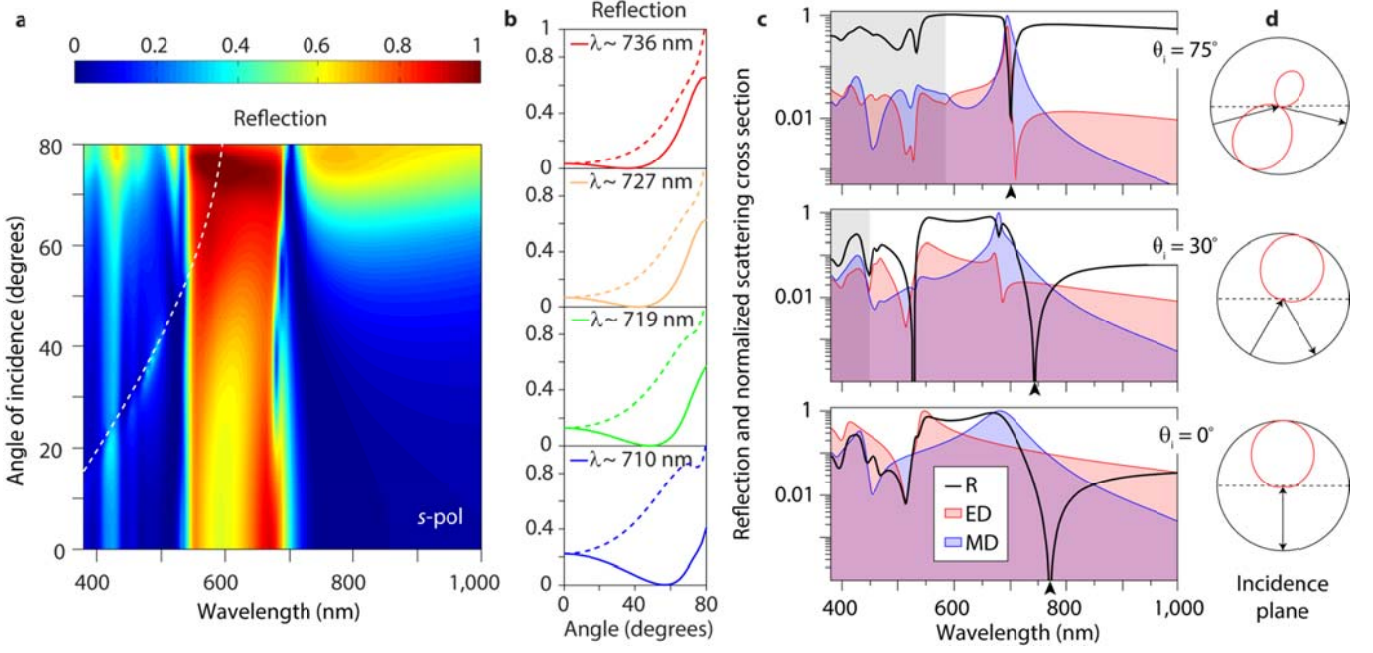 a
0 0.2 0.4 0.6 0.8 1
Reflection
80
60
40
20
0
Angle of incidence (degrees)
s-pol
400 600 800 1,000
Wavelength (nm)
b
Reflection
1
λ~ 736 nm
0.8
0.4
0
λ~ 727 nm
0.8
0.4
0
λ~ 719 nm
0.8
0.4
0
λ~ 710 nm
0.8
0.4
0
0 40 80
Angle (degrees)
c
Reflection and normalized scattering cross section
1
0.01
θi = 75°
1
0.01
θi = 30°
1
0.01
θi = 0°
R
ED
MD
400 600 800 1,000
Wavelength (nm)
d
Incidence
plane